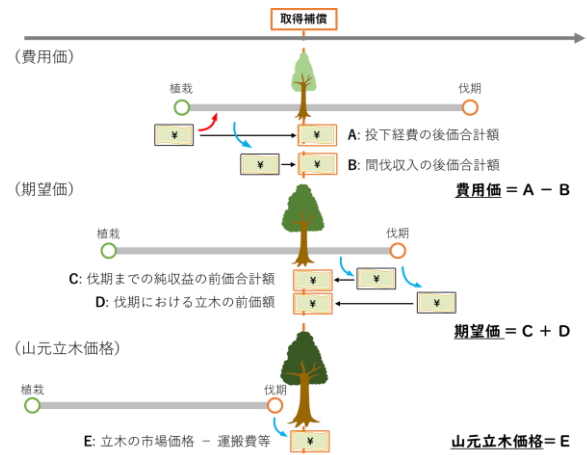 取得補償
（費用価）
植栽
伐期
¥
¥
A: 投下経費の後価合計額
¥
¥
B: 間伐収入の後価合計額
費用価 = A － B
（期望価）
植栽
伐期
C: 伐期までの純収益の前価合計額
¥
¥
D: 伐期における立木の前価額
¥
¥
期望価 = C + D
（山元立木価格）
植栽
伐期
E: 立木の市場価格 － 運搬費等
¥
山元立木価格= E